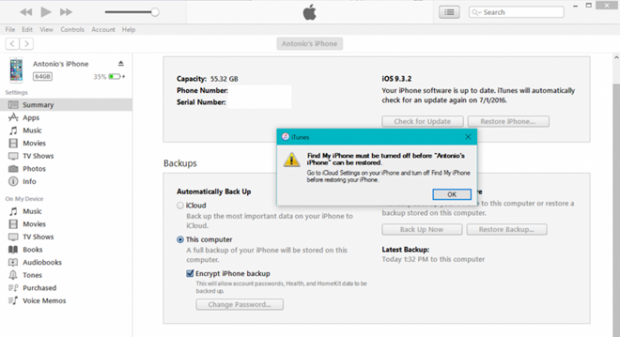 Search
File Edit View Controls Account Help
Antonio's iPhone
Antonio's iPhone
64GB 35%
Settings
Summary
Apps
Music
Movies
TV Shows
Photos
Info
On My Device
Music
Movies
TV Shows
Books
Audiobooks
Tones
Purchased
Voice Memos
Capacity: 55.32 GB
Phone Number:
Serial Number:
iOS 9.3.2
Your iPhone software is up to date. iTunes will automatically
check for an update again on 7/1/2016.
Check for Update Restore iPhone...
iTunes
Find My iPhone must be turned off before "Antonio's
iPhone" can be restored.
Go to iCloud Settings on your iPhone and turn off Find My iPhone
before restoring your iPhone.
OK
Backups
Automatically Back Up
iCloud
Back up the most important data on your iPhone to
iCloud.
This computer
A full backup of your iPhone will be stored on
this computer.
Encrypt iPhone backup
This will allow account passwords, Health, and HomeKit data to be
backed up.
Change Password...
to this computer or restore a
backup stored on this computer.
Back Up Now Restore Backup...
Latest Backup:
Today 1:32 PM to this computer